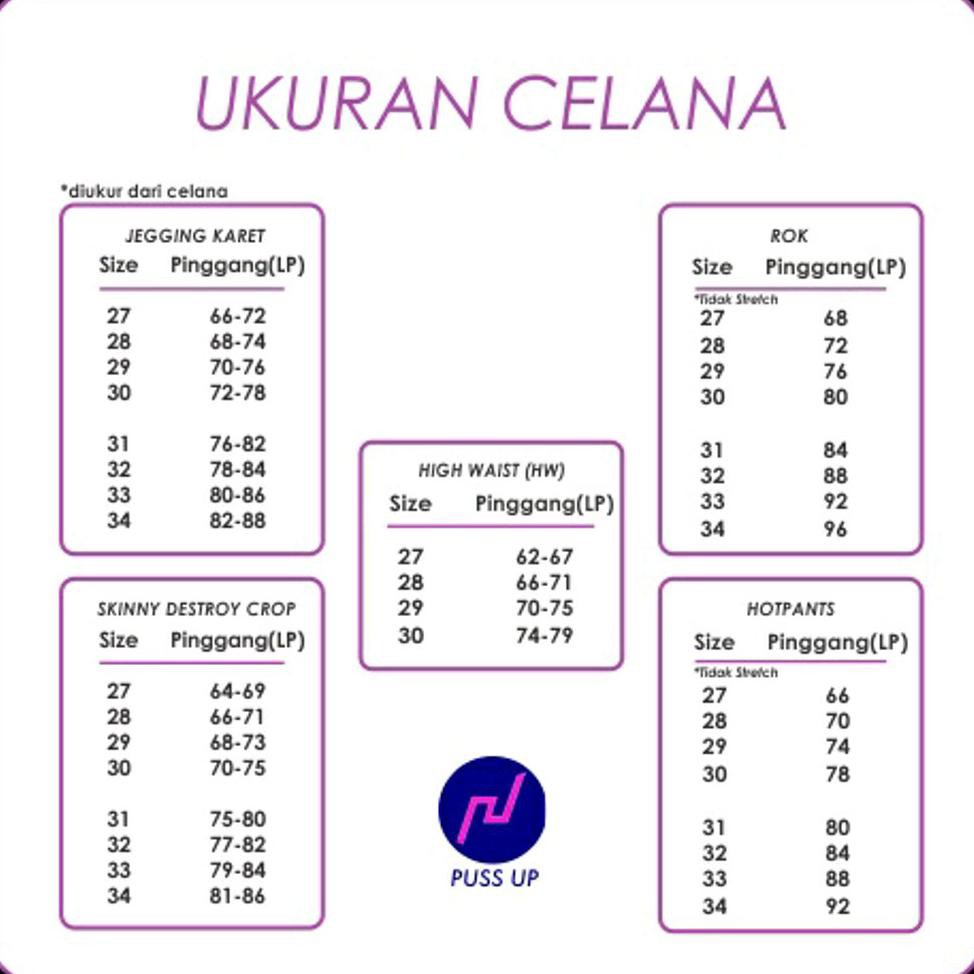 UKURAN CELANA
*diukur dari celana
JEGGING KARET
Size Pinggang(LP)
27 66-72
28 68-74
29 70-76
30 72-78
31 76-82
32 78-84
33 80-86
34 82-88
SKINNY DESTROY CROP
Size Pinggang(LP)
27 64-69
28 66-71
29 68-73
30 70-75
31 75-80
32 77-82
33 79-84
34 81-86
HIGH WAIST (HW)
Size Pinggang(LP)
27 62-67
28 66-71
29 70-75
30 74-79
PUSS UP
ROK
Size Pinggang(LP)
*Tidak Stretch
27 68
28 72
29 76
30 80
31 84
32 88
33 92
34 96
HOTPANTS
Size Pinggang(LP)
*Tidak Stretch
27 66
28 70
29 74
30 78
31 80
32 84
33 88
34 92